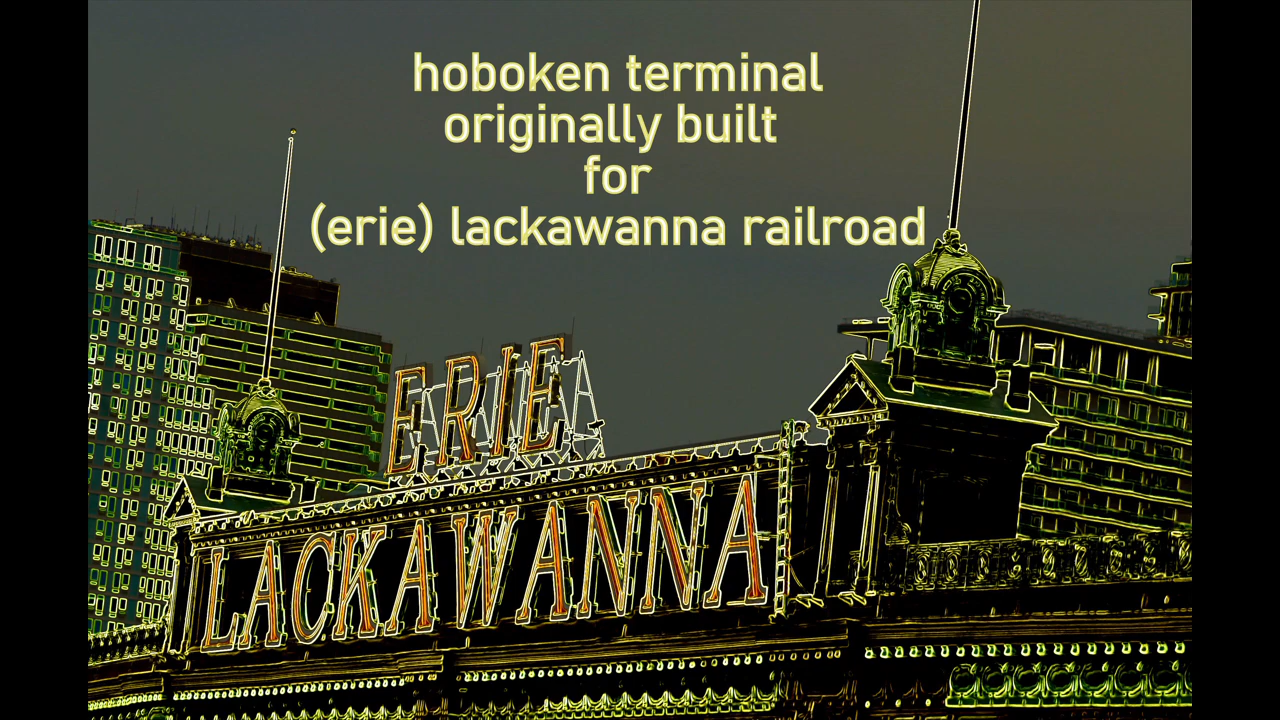 hoboken terminal
originally built
for
(erie) lackawanna railroad
ERIE
LACKAWANNA